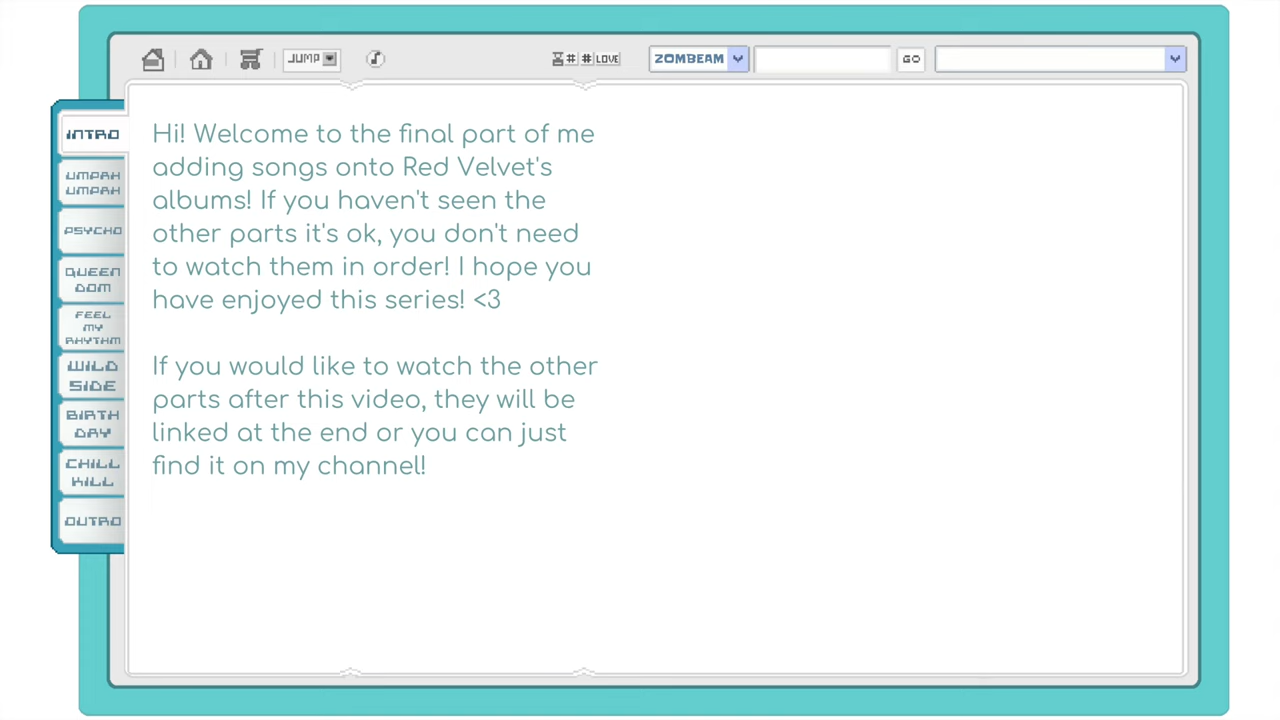 JUMP
# # LOVE
ZOMBEAM
GO
INTRO
UMPAH
UMPAH
PSYCHO
QUEEN
DOM
FEEL
MY
RHYTHM
WILD
SIDE
BIRTH
DAY
CHILL
KILL
OUTRO
Hi! Welcome to the final part of me
adding songs onto Red Velvet's
albums! If you haven't seen the
other parts it's ok, you don't need
to watch them in order! I hope you
have enjoyed this series! <3
If you would like to watch the other
parts after this video, they will be
linked at the end or you can just
find it on my channel!